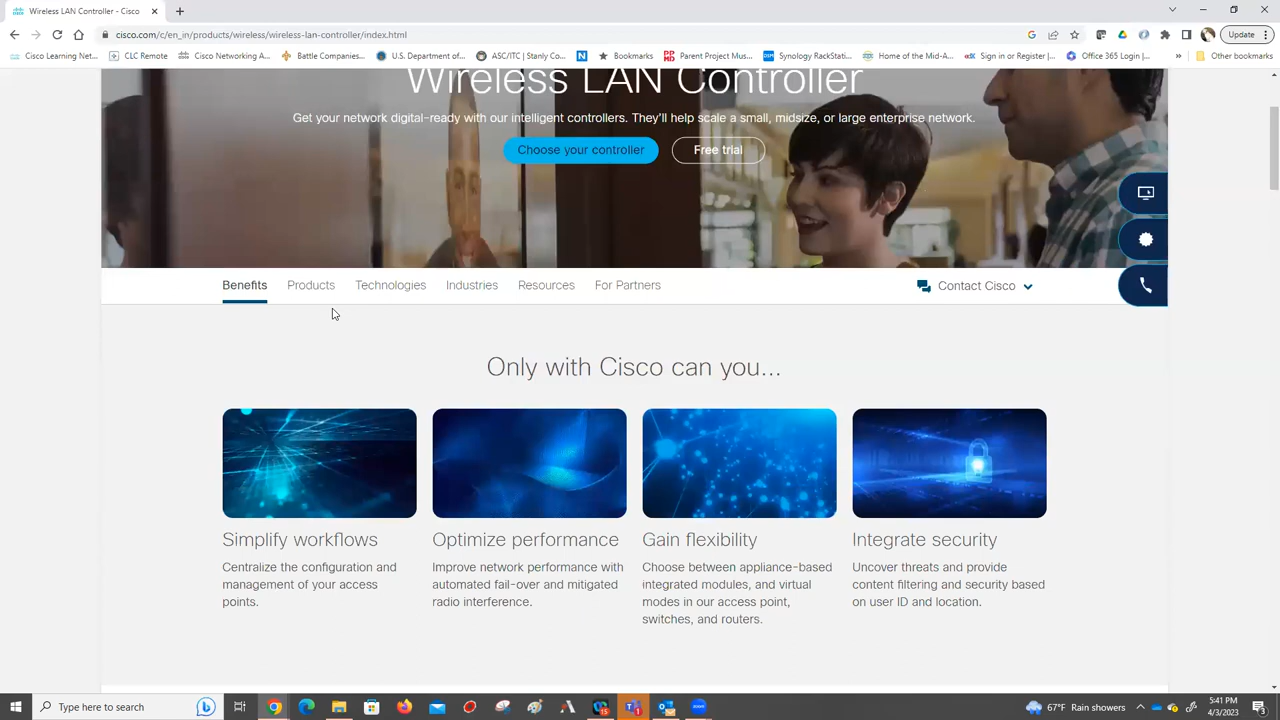 Wireless LAN Controller -
cisco.com/c/en_in/products/wireless/wireless-lan-controller/index.html
Update
Cisco Learning Net...
CLC Remote
Cisco Networking A...
Battle Companies...
U.S. Department of...
ASC/ITC | Stanly Co...
Bookmarks
Parent Project Mus...
Synology RackStati...
Home of the Mid-A...
Sign in or Register |...
Office 365 Login |...
»
Other bookmarks
Wireless LAN Controller
Get your network digital-ready with our intelligent controllers. They'll help scale a small, midsize, or large enterprise network.
Choose your controller
Free trial
Benefits
Products
Technologies
Industries
Resources
For Partners
Contact Cisco
Only with Cisco can you...
Simplify workflows
Centralize the configuration and
management of your access
points.
Optimize performance
Improve network performance with
automated fail-over and mitigated
radio interference.
Gain flexibility
Choose between appliance-based
integrated modules, and virtual
modes in our access point,
switches, and routers.
Integrate security
Uncover threats and provide
content filtering and security based
on user ID and location.
Type here to search
67°F Rain showers
5:41 PM
4/3/2023